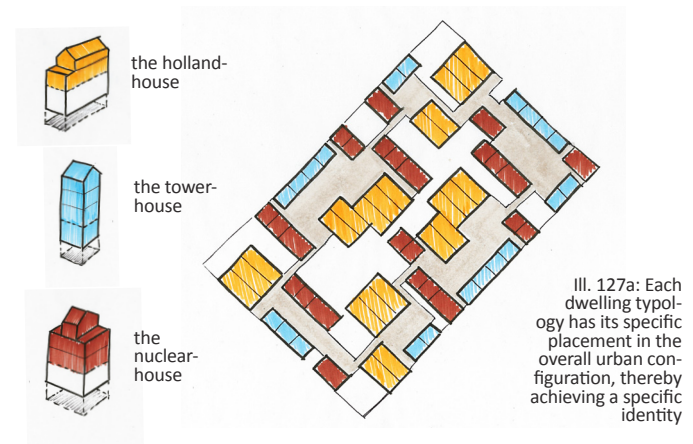 the holland-
house
the tower-
house
the
nuclear-
house
Ill. 127a: Each
dwelling typol-
ogy has its specific
placement in the
overall urban con-
figuration, thereby
achieving a specific
identity